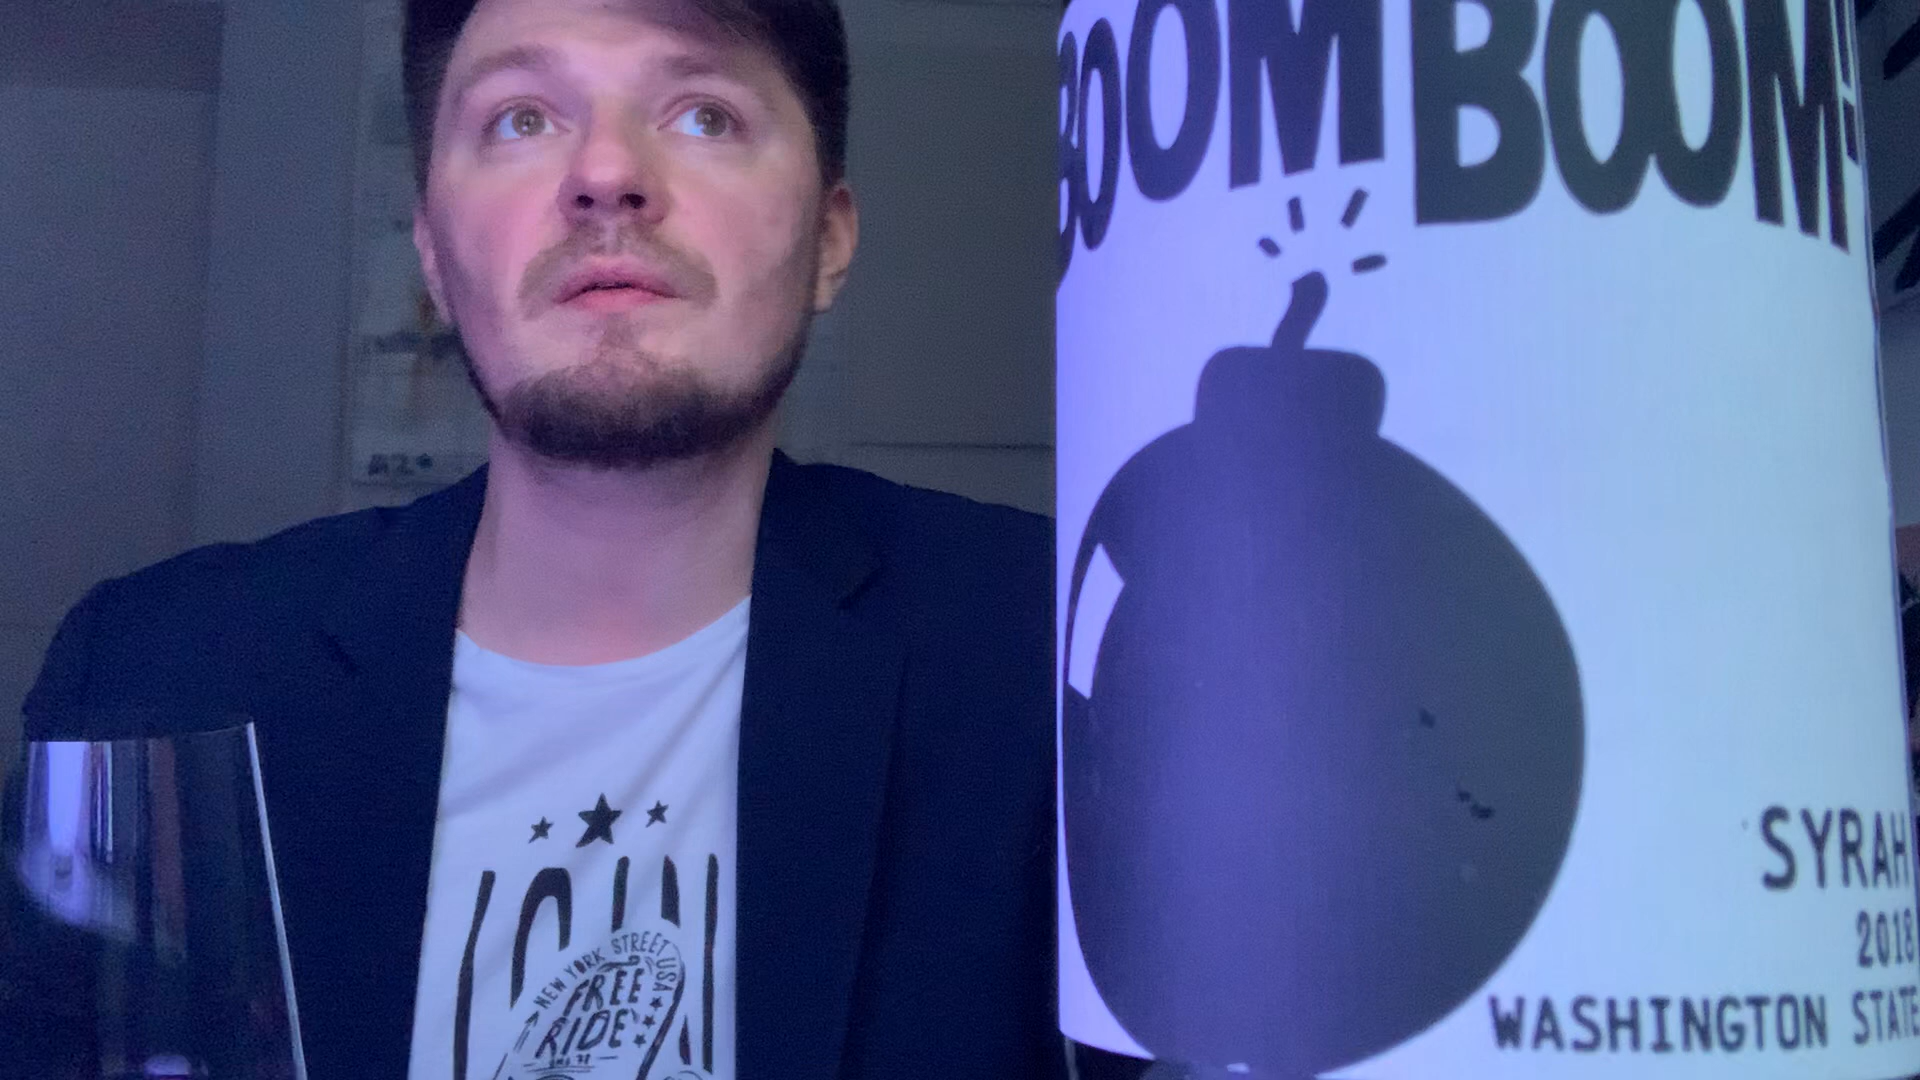 BOOM BOOM!
SYRAH
2018
WASHINGTON STATE
NEW YORK STREET USA
FREE
RIDE